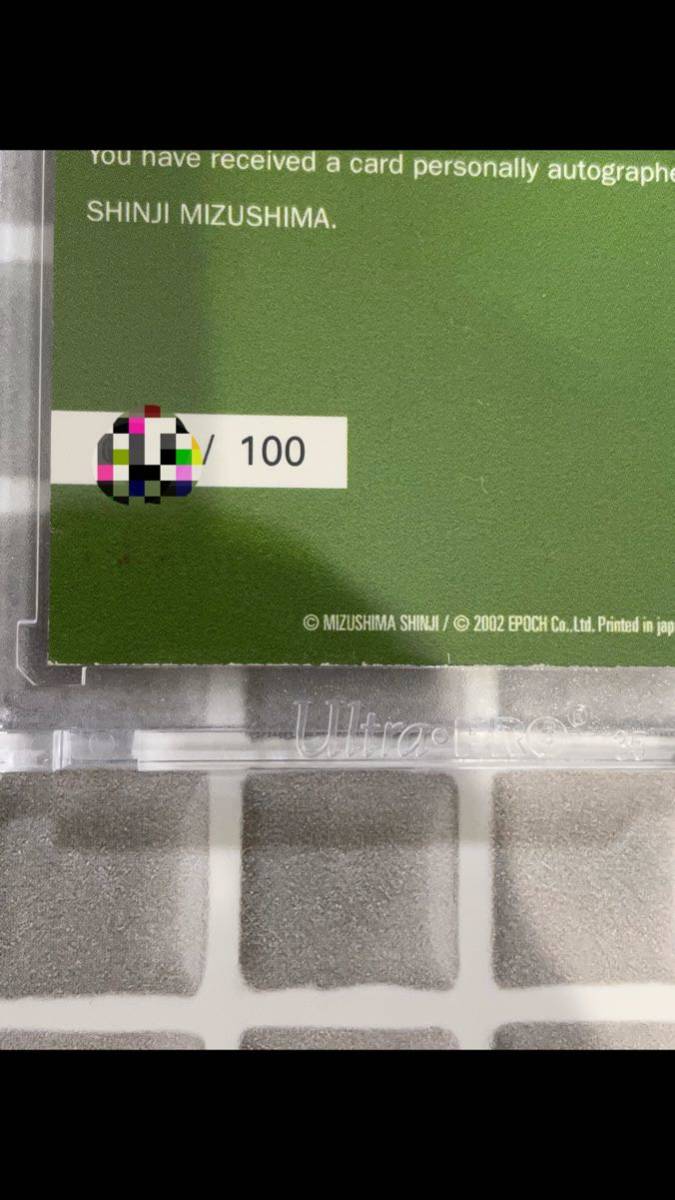 You have received a card personally autographe
SHINJI MIZUSHIMA.
/ 100
© MIZUSHIMA SHINJI / © 2002 EPOCH Co.,Ltd. Printed in jap
Ultra•PRO®